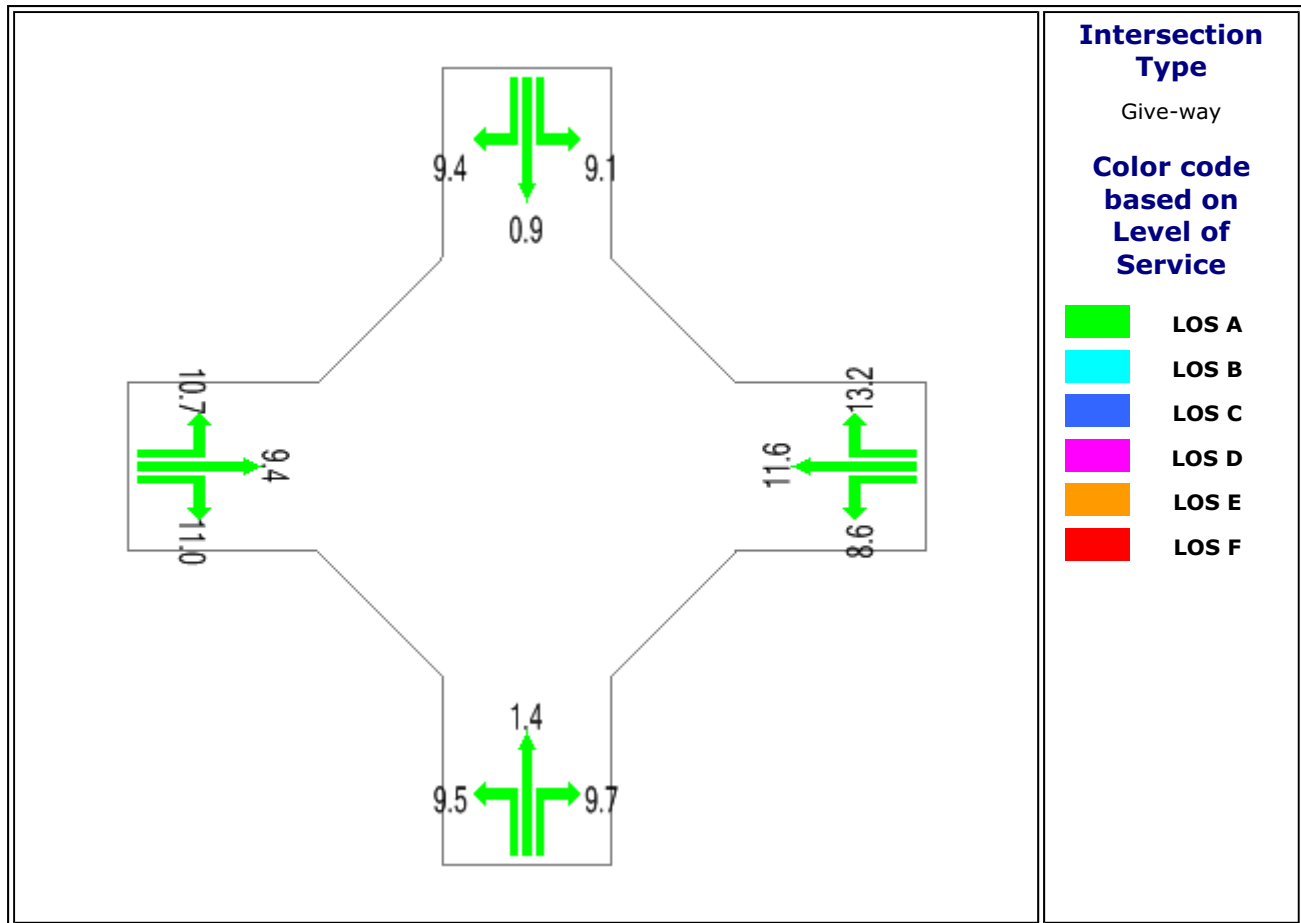 9.4
9.1
0.9
10.7
9.4
11.0
13.2
11.6
8.6
1.4
9.5
9.7
Intersection
Type
Give-way
Color code
based on
Level of
Service
LOS A
LOS B
LOS C
LOS D
LOS E
LOS F